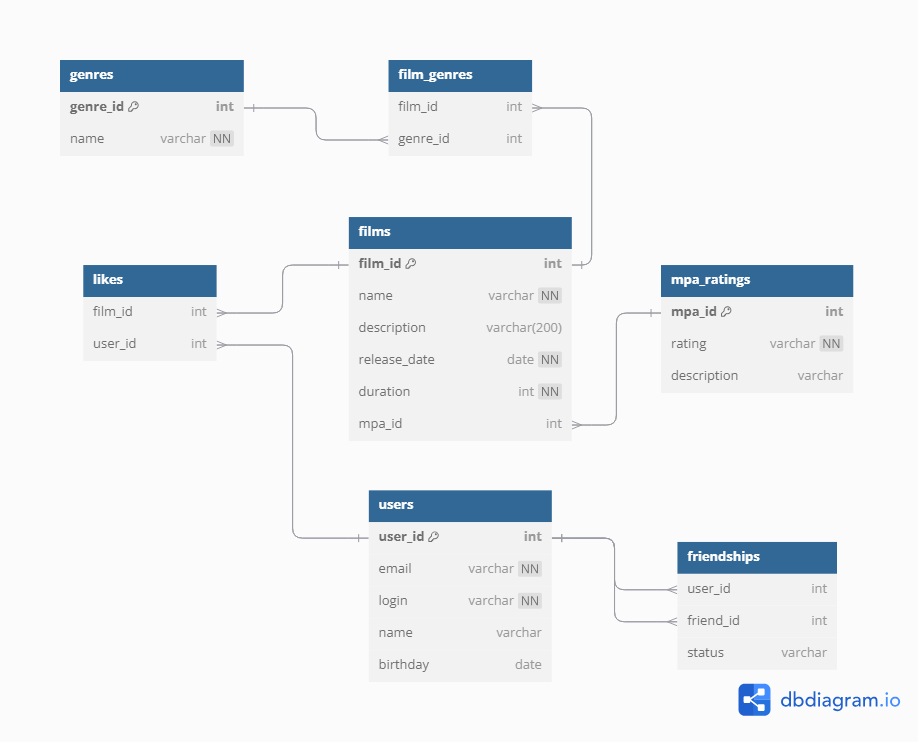 genres
genre_id int
name varchar NN
film_genres
film_id int
genre_id int
films
film_id int
name varchar NN
description varchar(200)
release_date date NN
duration int NN
mpa_id int
likes
film_id int
user_id int
mpa_ratings
mpa_id int
rating varchar NN
description varchar
users
user_id int
email varchar NN
login varchar NN
name varchar
birthday date
friendships
user_id int
friend_id int
status varchar
dbdiagram.io